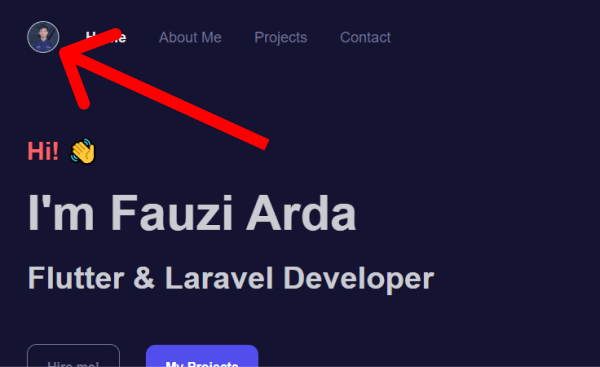 Home About Me Projects Contact
Hi! 👋
I'm Fauzi Arda
Flutter & Laravel Developer
Hire me! My Projects